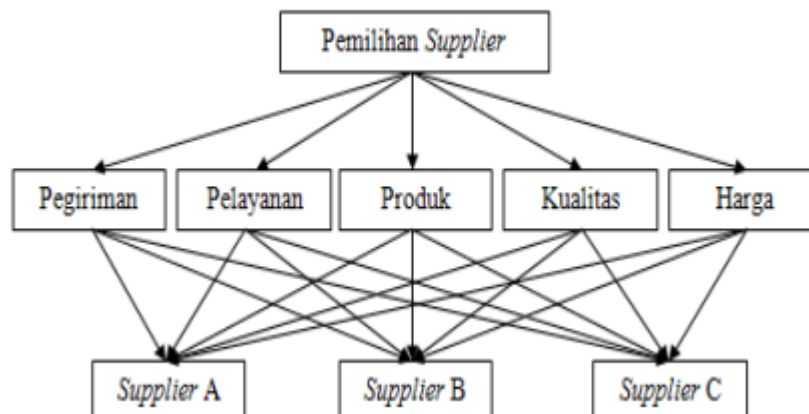 Pemilihan Supplier
Pegiriman
Pelayanan
Produk
Kualitas
Harga
Supplier A
Supplier B
Supplier C